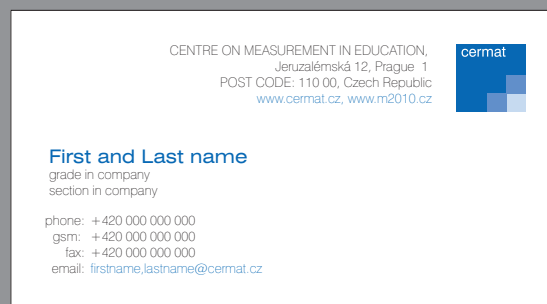 CENTRE ON MEASUREMENT IN EDUCATION,
Jeruzalémská 12, Prague 1
POST CODE: 110 00, Czech Republic
www.cermat.cz, www.m2010.cz
cermat
First and Last name
grade in company
section in company
phone: +420 000 000 000
gsm: +420 000 000 000
fax: +420 000 000 000
email: firstname,lastname@cermat.cz